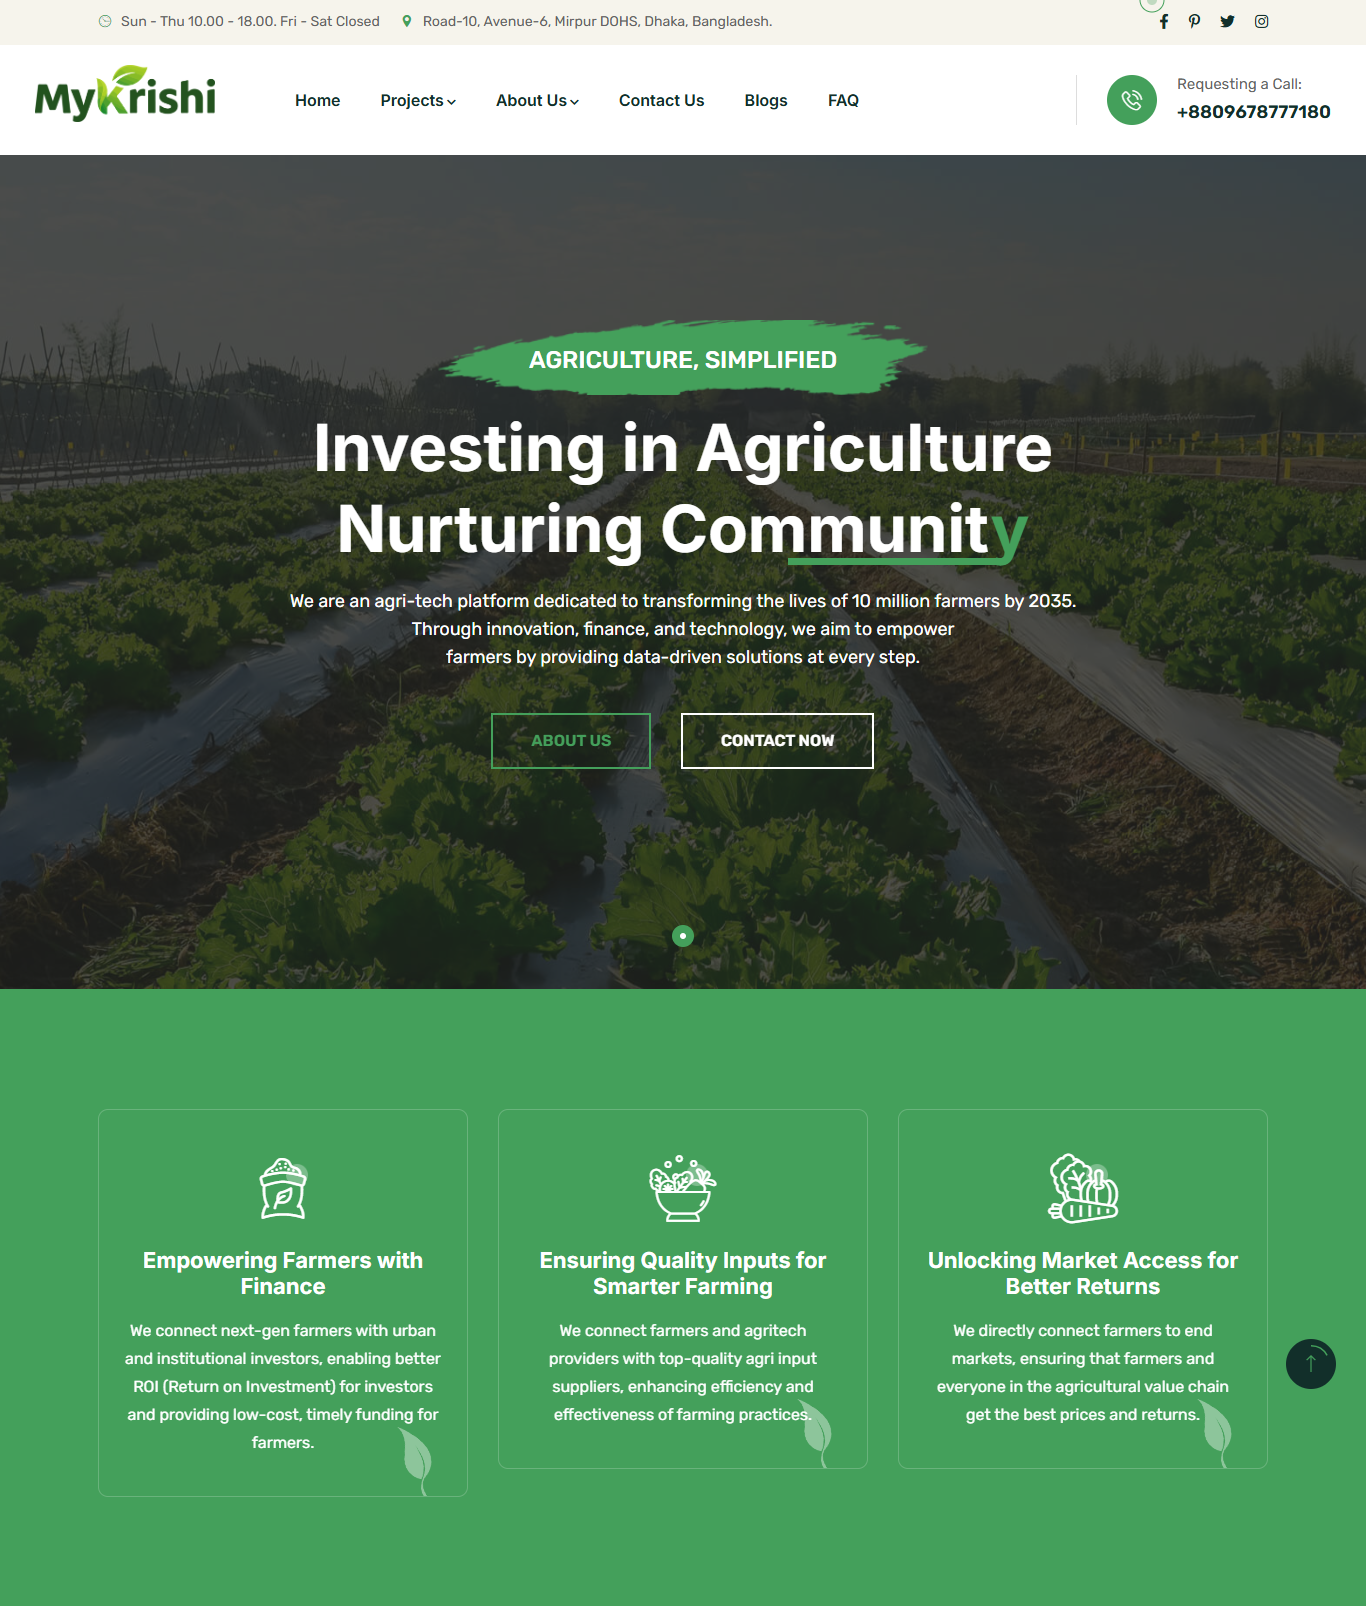 Sun - Thu 10.00 - 18.00. Fri - Sat Closed
Road-10, Avenue-6, Mirpur DOHS, Dhaka, Bangladesh.
MyKrishi
Home
Projects
About Us
Contact Us
Blogs
FAQ
Requesting a Call:
+8809678777180
AGRICULTURE, SIMPLIFIED
Investing in Agriculture
Nurturing Community
We are an agri-tech platform dedicated to transforming the lives of 10 million farmers by 2035.
Through innovation, finance, and technology, we aim to empower
farmers by providing data-driven solutions at every step.
ABOUT US
CONTACT NOW
Empowering Farmers with
Finance
We connect next-gen farmers with urban
and institutional investors, enabling better
ROI (Return on Investment) for investors
and providing low-cost, timely funding for
farmers.
Ensuring Quality Inputs for
Smarter Farming
We connect farmers and agritech
providers with top-quality agri input
suppliers, enhancing efficiency and
effectiveness of farming practices.
Unlocking Market Access for
Better Returns
We directly connect farmers to end
markets, ensuring that farmers and
everyone in the agricultural value chain
get the best prices and returns.